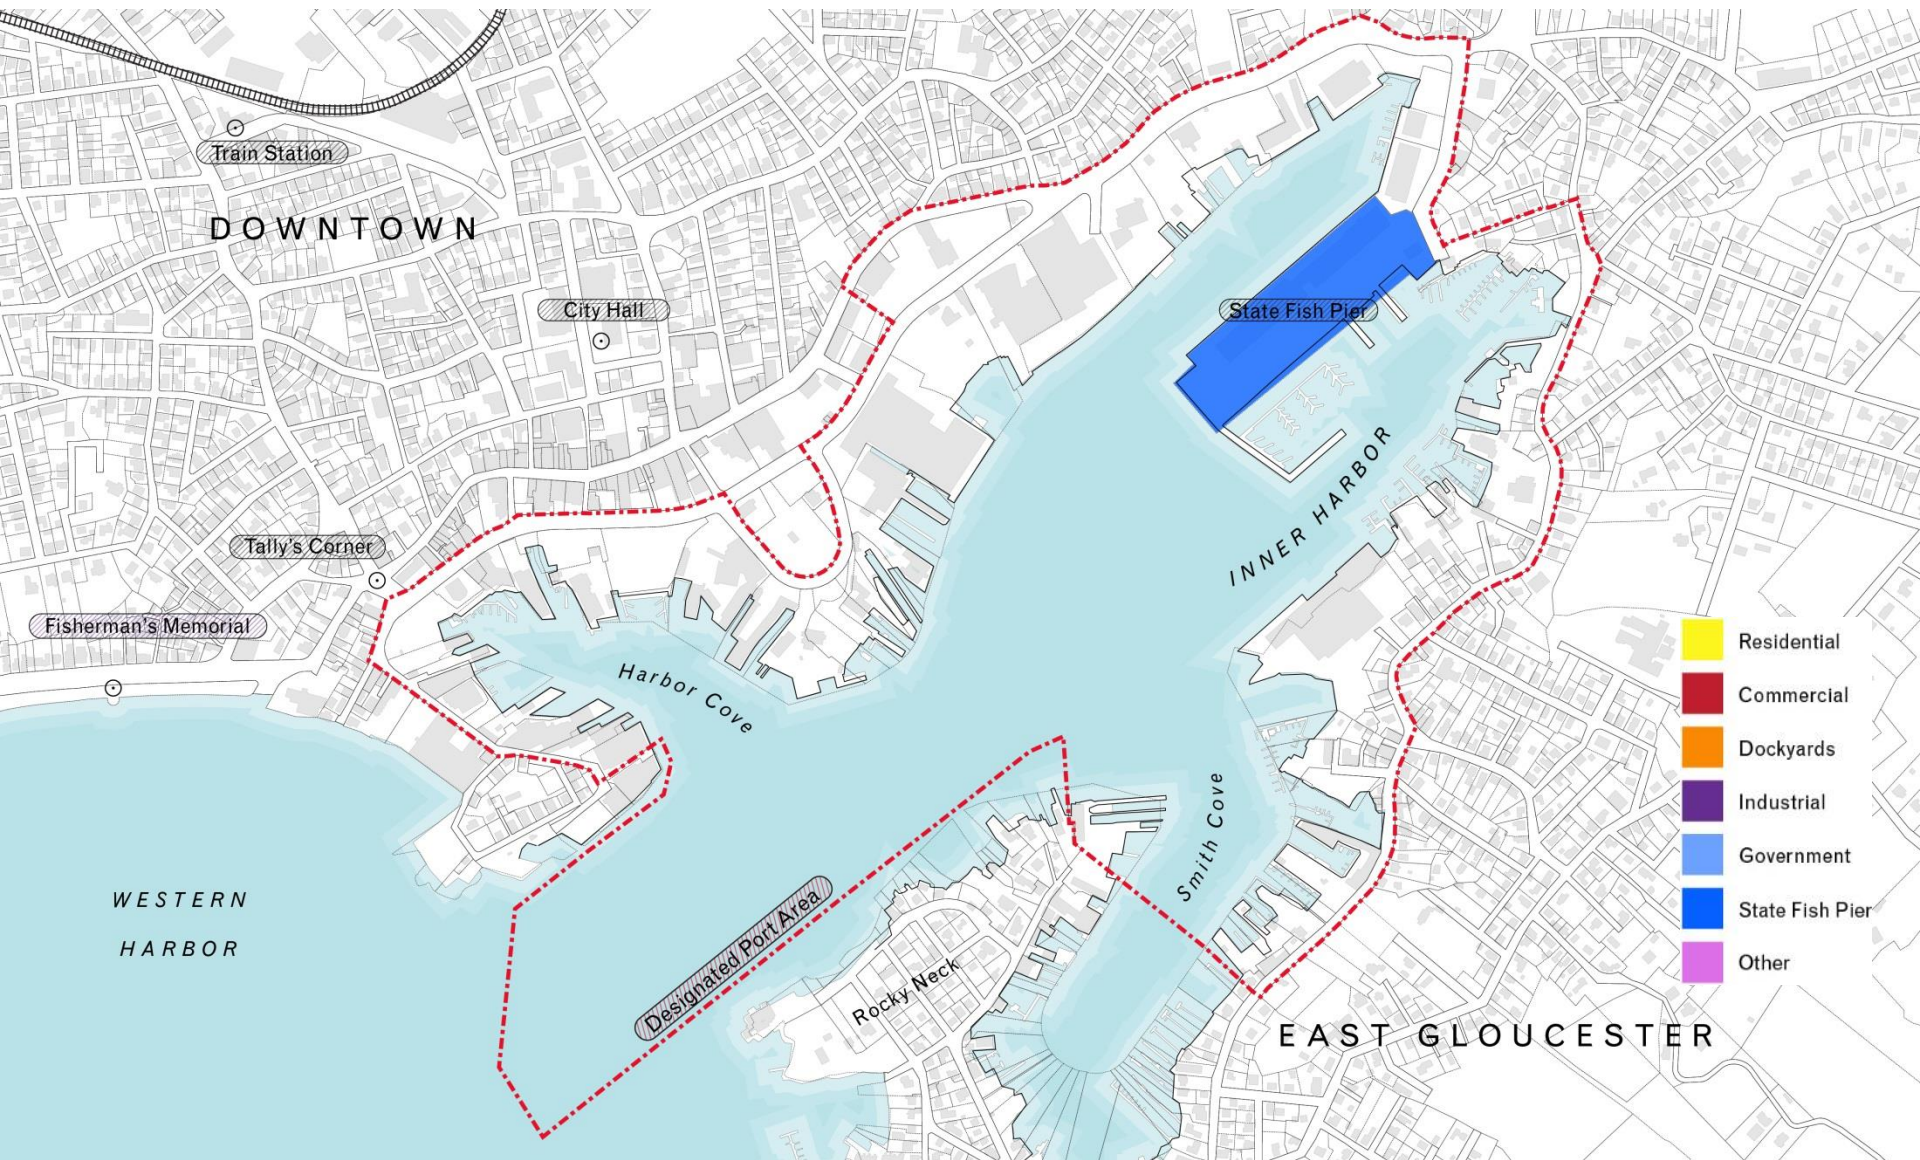 Train Station
DOWNTOWN
City Hall
State Fish Pier
INNER HARBOR
Tally's Corner
Fisherman's Memorial
Harbor Cove
Smith Cove
WESTERN
HARBOR
Designated Port Area
Rocky Neck
EAST GLOUCESTER
Residential
Commercial
Dockyards
Industrial
Government
State Fish Pier
Other